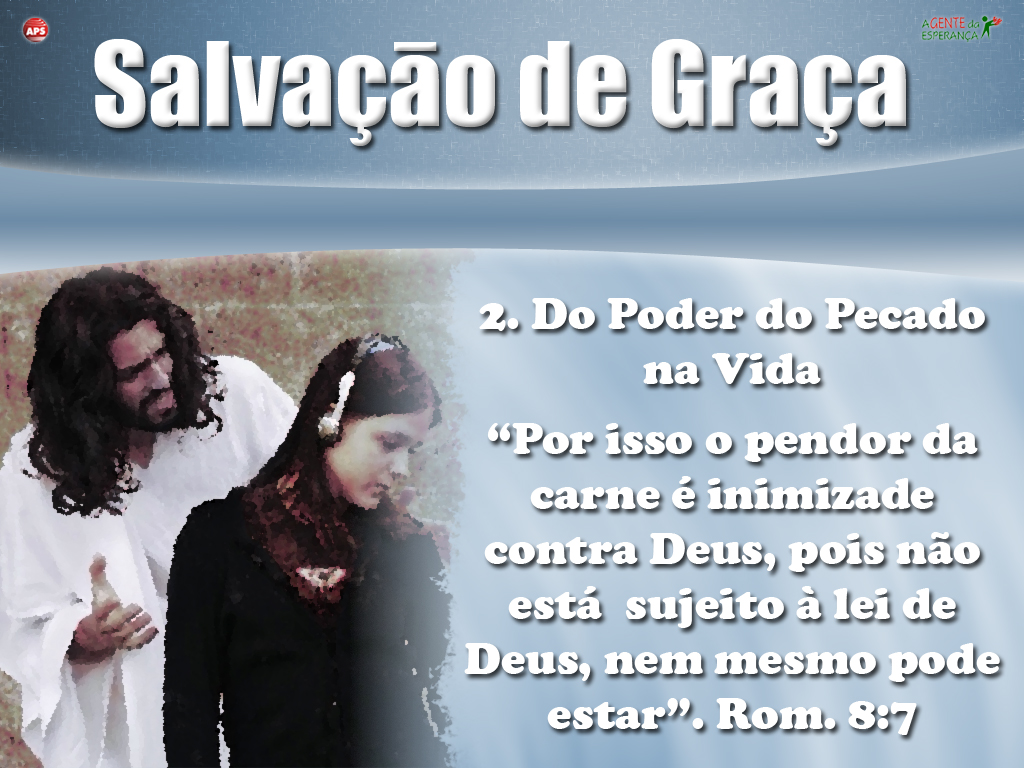 APS
AGENTE da
ESPERANÇA
Salvação de Graça
2. Do Poder do Pecado
na Vida
“Por isso o pendor da
carne é inimizade
contra Deus, pois não
está sujeito à lei de
Deus, nem mesmo pode
estar”. Rom. 8:7